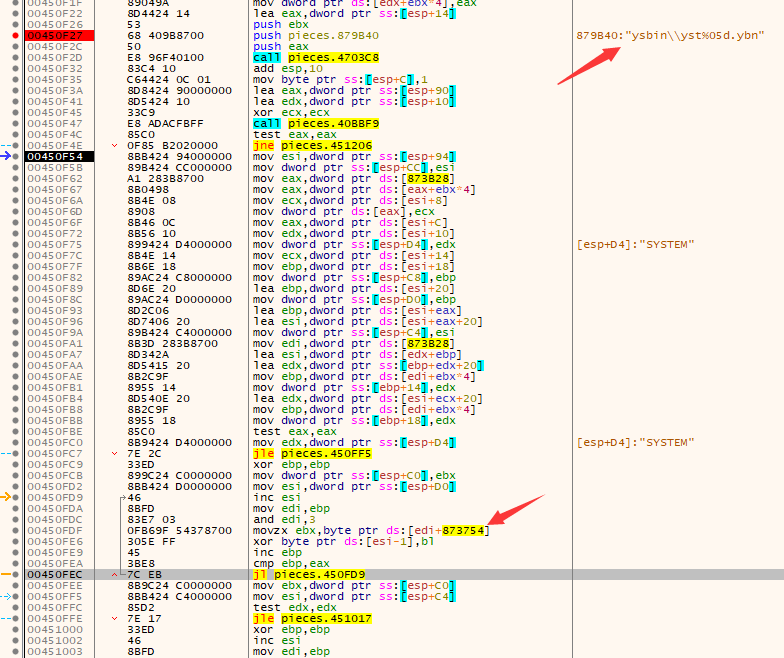 00450F1F 89049A mov dword ptr ds:[edx+ebx*4],eax
00450F22 8D4424 14 lea eax,dword ptr ss:[esp+14]
00450F26 53 push ebx
00450F27 68 409B8700 push pieces.879B40 879B40:"ysbin\\yst%05d.ybn"
00450F2C 50 push eax
00450F2D E8 96F40100 call pieces.4703C8
00450F32 83C4 10 add esp,10
00450F35 C64424 0C 01 mov byte ptr ss:[esp+C],1
00450F3A 8D8424 90000000 lea eax,dword ptr ss:[esp+90]
00450F41 8D5424 10 lea edx,dword ptr ss:[esp+10]
00450F45 33C9 xor ecx,ecx
00450F47 E8 ADACFBFF call pieces.40BBF9
00450F4C 85C0 test eax,eax
00450F4E 0F85 B2020000 jne pieces.451206
00450F54 8BB424 94000000 mov esi,dword ptr ss:[esp+94]
00450F5B 89B424 CC000000 mov dword ptr ss:[esp+CC],esi
00450F62 A1 283B8700 mov eax,dword ptr ds:[873B28]
00450F67 8B0498 mov eax,dword ptr ds:[eax+ebx*4]
00450F6A 8B4E 08 mov ecx,dword ptr ds:[esi+8]
00450F6D 8908 mov dword ptr ds:[eax],ecx
00450F6F 8B46 0C mov eax,dword ptr ds:[esi+C]
00450F72 8B56 10 mov edx,dword ptr ds:[esi+10]
00450F75 899424 D4000000 mov dword ptr ss:[esp+D4],edx [esp+D4]:"SYSTEM"
00450F7C 8B4E 14 mov ecx,dword ptr ds:[esi+14]
00450F7F 8B6E 18 mov ebp,dword ptr ds:[esi+18]
00450F82 89AC24 C8000000 mov dword ptr ss:[esp+C8],ebp
00450F89 8D6E 20 lea ebp,dword ptr ds:[esi+20]
00450F8C 89AC24 D0000000 mov dword ptr ss:[esp+D0],ebp
00450F93 8D2C06 lea ebp,dword ptr ds:[esi+eax]
00450F96 8D7406 20 lea esi,dword ptr ds:[esi+eax+20]
00450F9A 89B424 C4000000 mov dword ptr ss:[esp+C4],esi
00450FA1 8B3D 283B8700 mov edi,dword ptr ds:[873B28]
00450FA7 8D342A lea esi,dword ptr ds:[edx+ebp]
00450FAA 8D5415 20 lea edx,dword ptr ss:[ebp+edx+20]
00450FAE 8B2C9F mov ebp,dword ptr ds:[edi+ebx*4]
00450FB1 8955 14 mov dword ptr ss:[ebp+14],edx
00450FB4 8D540E 20 lea edx,dword ptr ds:[esi+ecx+20]
00450FB8 8B2C9F mov ebp,dword ptr ds:[edi+ebx*4]
00450FBB 8955 18 mov dword ptr ss:[ebp+18],edx
00450FBE 85C0 test eax,eax
00450FC0 8B9424 D4000000 mov edx,dword ptr ss:[esp+D4] [esp+D4]:"SYSTEM"
00450FC7 7E 2C jle pieces.450FF5
00450FC9 33ED xor ebp,ebp
00450FCB 899C24 C0000000 mov dword ptr ss:[esp+C0],ebx
00450FD2 8BB424 D0000000 mov esi,dword ptr ss:[esp+D0]
00450FD9 46 inc esi
00450FDA 8BFD mov edi,ebp
00450FDC 83E7 03 and edi,3
00450FDF 0FB69F 54378700 movzx ebx,byte ptr ds:[edi+873754]
00450FE6 305E FF xor byte ptr ds:[esi-1],bl
00450FE9 45 inc ebp
00450FEA 3BE8 cmp ebp,eax
00450FEC 7C EB jl pieces.450FD9
00450FEE 8B9C24 C0000000 mov ebx,dword ptr ss:[esp+C0]
00450FF5 8BB424 C4000000 mov esi,dword ptr ss:[esp+C4]
00450FFC 85D2 test edx,edx
00450FFE 7E 17 jle pieces.451017
00451000 33ED xor ebp,ebp
00451002 46 inc esi
00451003 8BFD mov edi,ebp